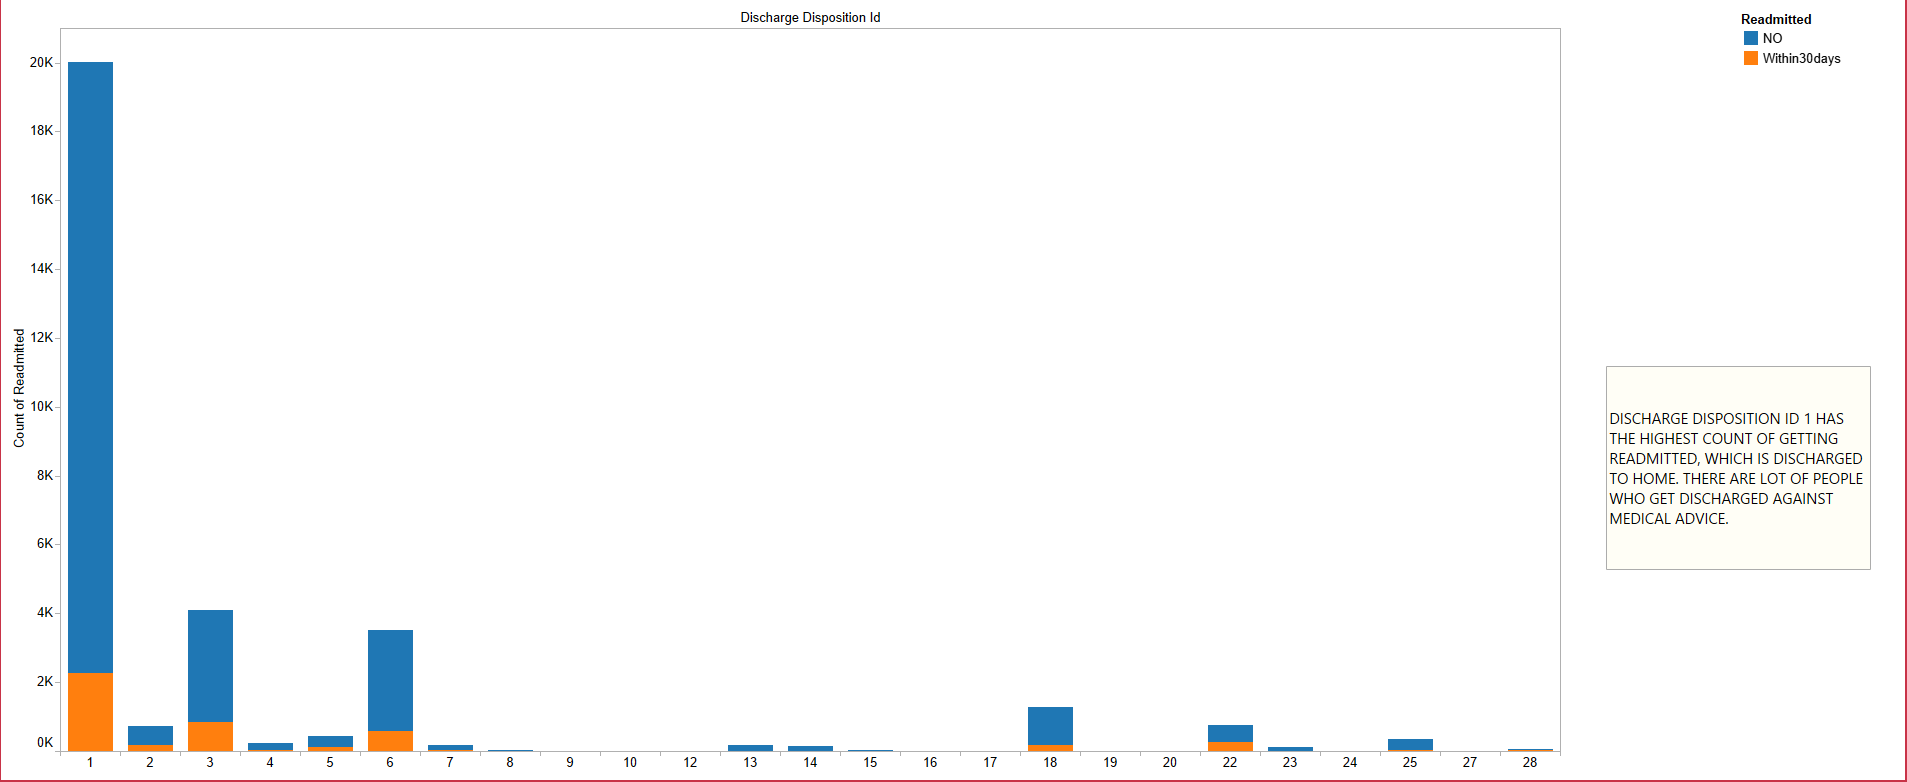 Discharge Disposition Id
Readmitted
NO
Within30days
20K
18K
16K
14K
12K
10K
8K
6K
4K
2K
0K
Count of Readmitted
1 2 3 4 5 6 7 8 9 10 12 13 14 15 16 17 18 19 20 22 23 24 25 27 28
DISCHARGE DISPOSITION ID 1 HAS
THE HIGHEST COUNT OF GETTING
READMITTED, WHICH IS DISCHARGED
TO HOME. THERE ARE LOT OF PEOPLE
WHO GET DISCHARGED AGAINST
MEDICAL ADVICE.